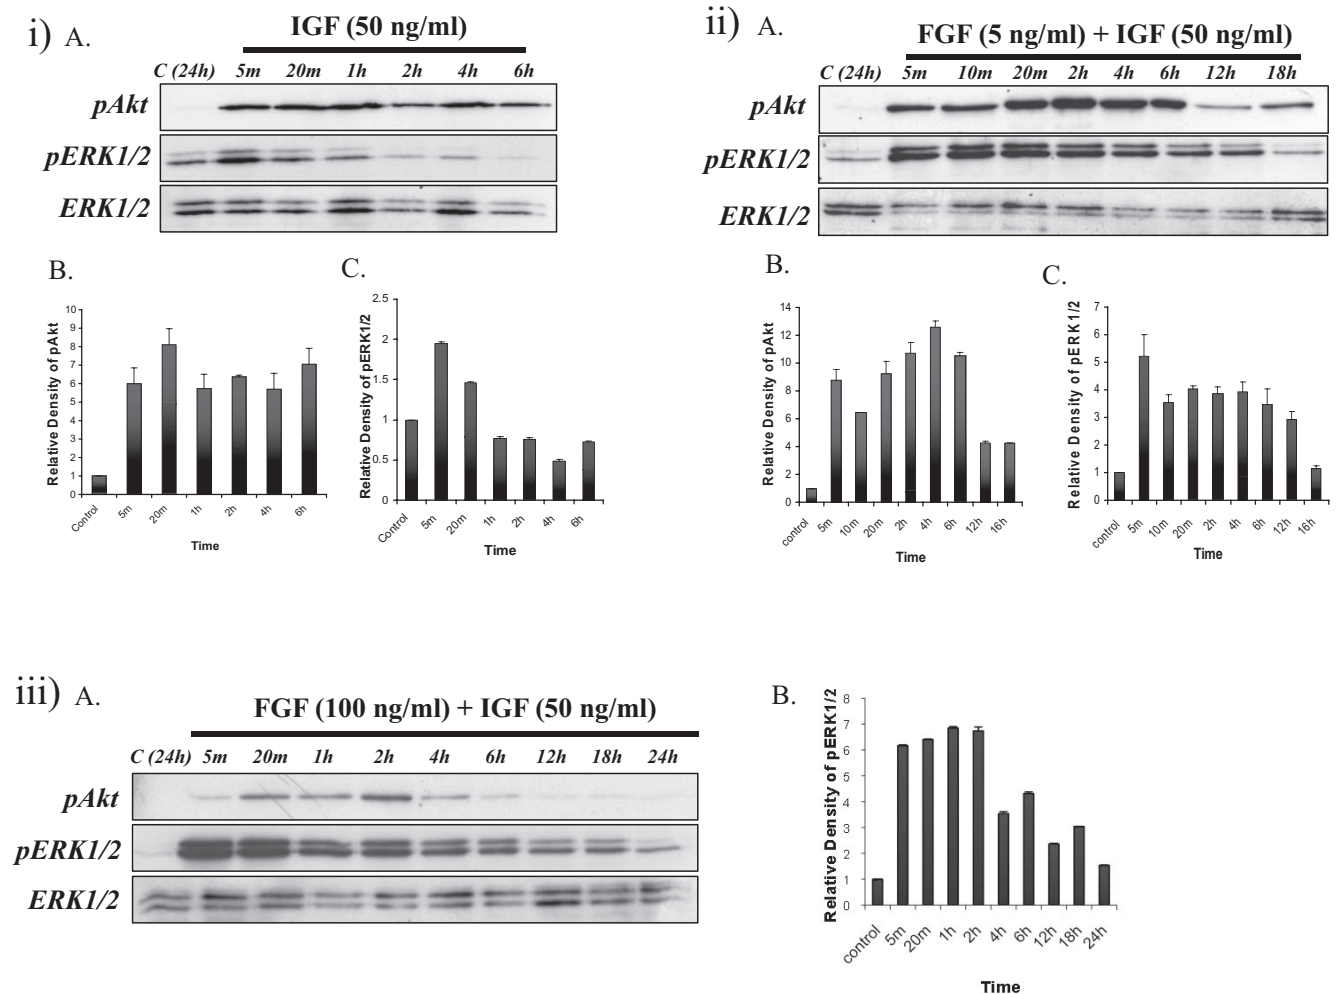 i) A.
IGF (50 ng/ml)
C (24h) 5m 20m 1h 2h 4h 6h
pAkt
pERK1/2
ERK1/2
B.
Relative Density of pAkt
10
9
8
7
6
5
4
3
2
1
0
Control 5m 20m 1h 2h 4h 6h
Time
C.
Relative Density of pERK1/2
2.5
2
1.5
1
0.5
0
Control 5m 20m 1h 2h 4h 6h
Time
ii) A.
FGF (5 ng/ml) + IGF (50 ng/ml)
C (24h) 5m 10m 20m 2h 4h 6h 12h 18h
pAkt
pERK1/2
ERK1/2
B.
Relative Density of pAkt
14
12
10
8
6
4
2
0
control 5m 10m 20m 2h 4h 6h 12h 16h
Time
C.
Relative Density of pERK1/2
7
6
5
4
3
2
1
0
control 5m 10m 20m 2h 4h 6h 12h 16h
Time
iii) A.
FGF (100 ng/ml) + IGF (50 ng/ml)
C (24h) 5m 20m 1h 2h 4h 6h 12h 18h 24h
pAkt
pERK1/2
ERK1/2
B.
Relative Density of pERK1/2
8
7
6
5
4
3
2
1
0
control 5m 20m 1h 2h 4h 6h 12h 18h 24h
Time